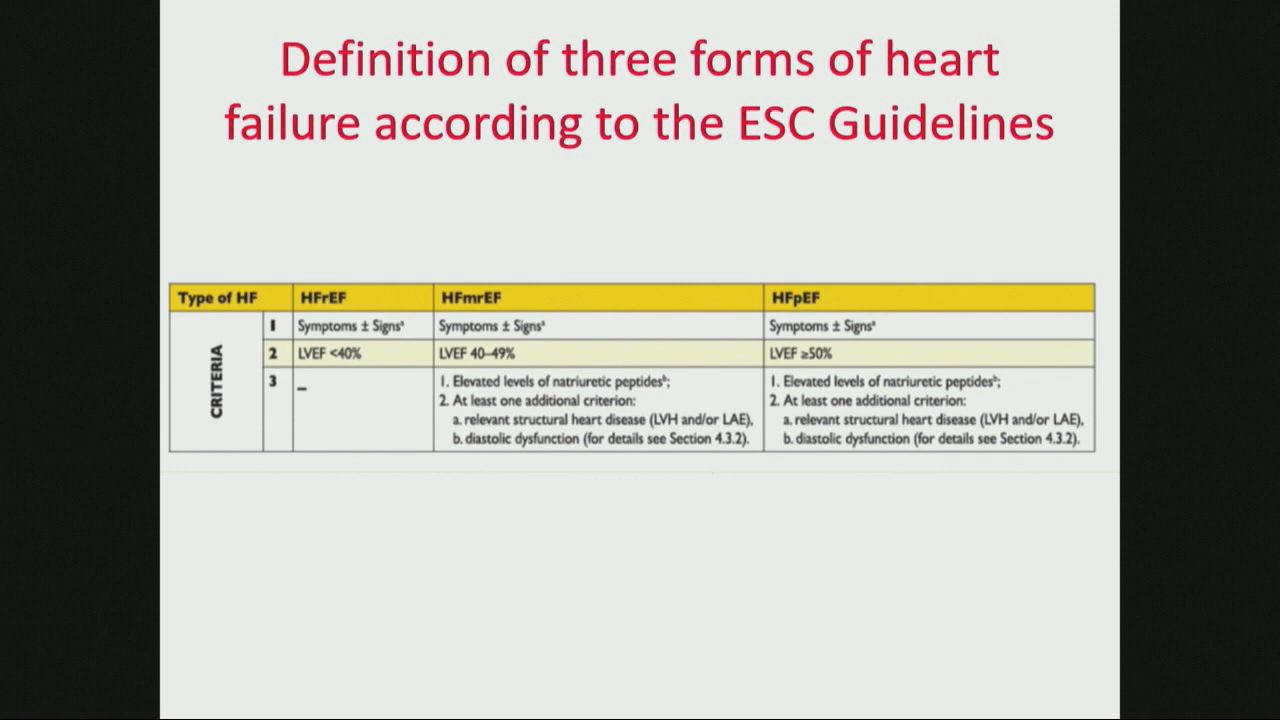 Definition of three forms of heart
failure according to the ESC Guidelines
Type of HF HFrEF HFmrEF HFpEF
CRITERIA
1 Symptoms ± Signsᵃ Symptoms ± Signsᵃ Symptoms ± Signsᵃ
2 LVEF <40% LVEF 40–49% LVEF ≥50%
3 –
1. Elevated levels of natriuretic peptidesᵇ;
2. At least one additional criterion:
a. relevant structural heart disease (LVH and/or LAE),
b. diastolic dysfunction (for details see Section 4.3.2).
1. Elevated levels of natriuretic peptidesᵇ;
2. At least one additional criterion:
a. relevant structural heart disease (LVH and/or LAE),
b. diastolic dysfunction (for details see Section 4.3.2).